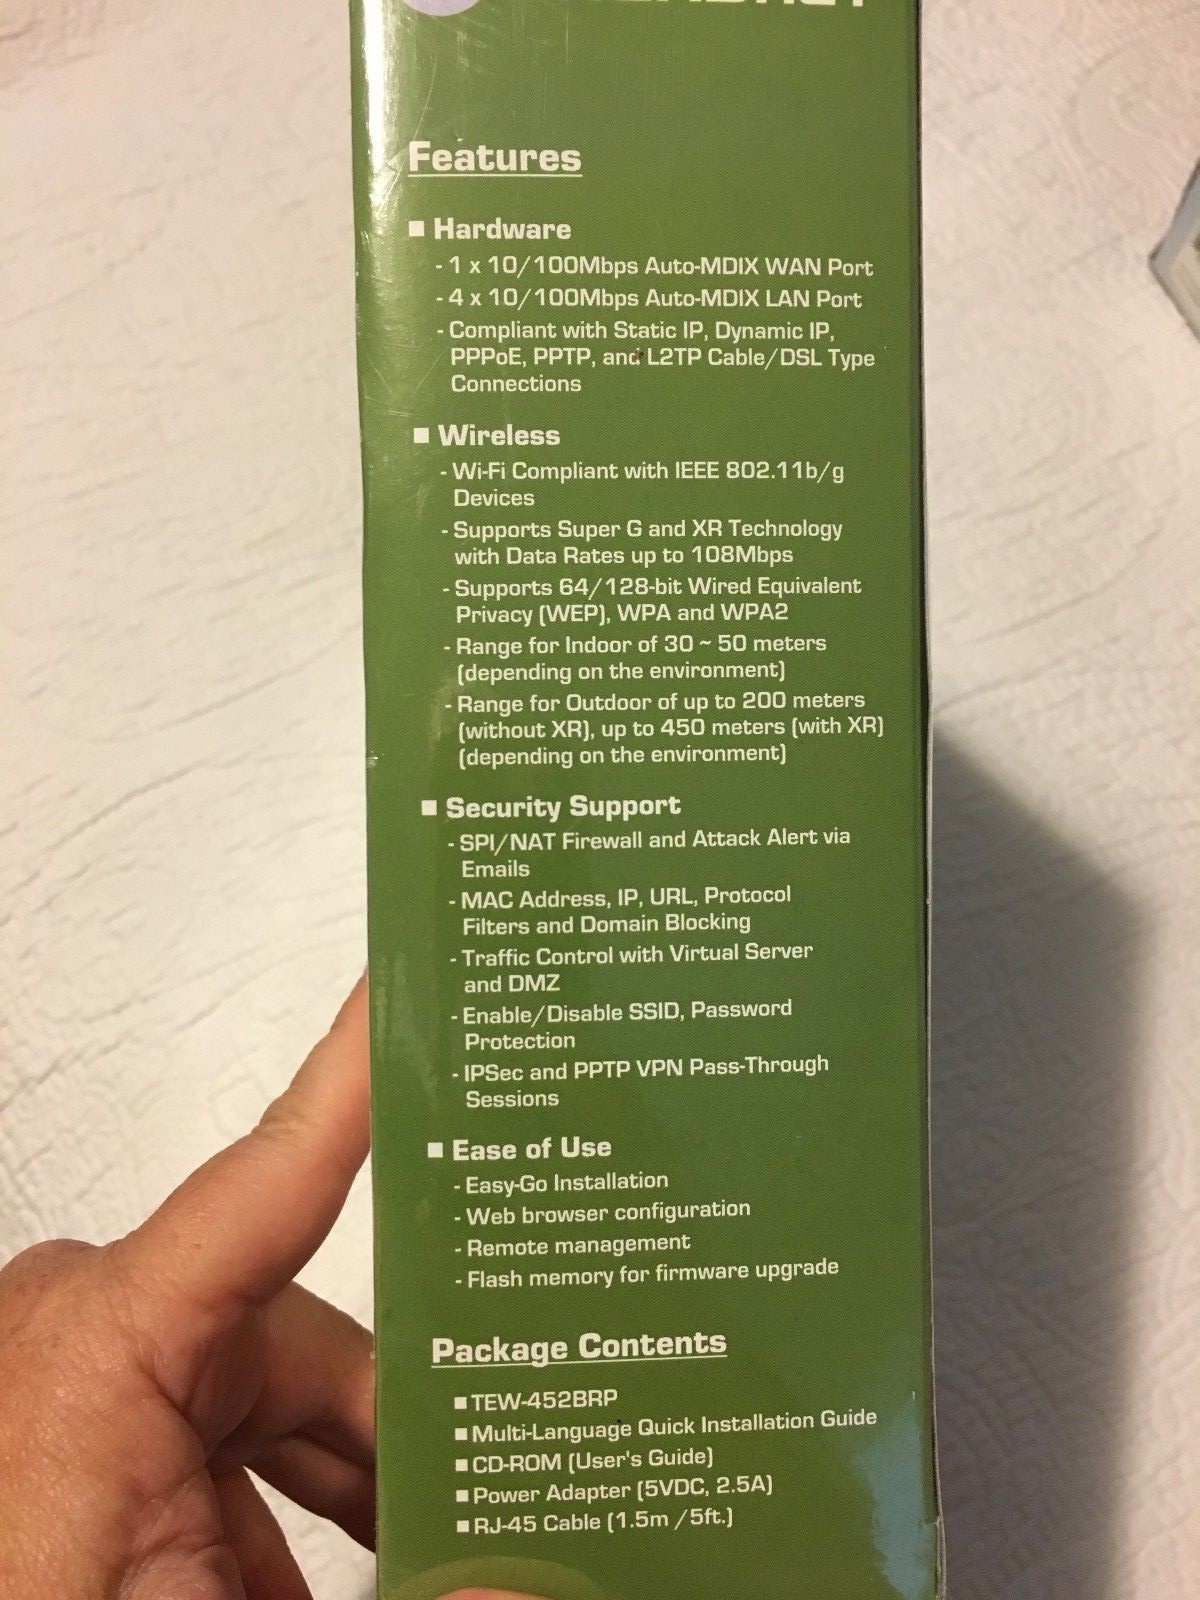 Features
■ Hardware
- 1 x 10/100Mbps Auto-MDIX WAN Port
- 4 x 10/100Mbps Auto-MDIX LAN Port
- Compliant with Static IP, Dynamic IP,
PPPoE, PPTP, and L2TP Cable/DSL Type
Connections
■ Wireless
- Wi-Fi Compliant with IEEE 802.11b/g
Devices
- Supports Super G and XR Technology
with Data Rates up to 108Mbps
- Supports 64/128-bit Wired Equivalent
Privacy (WEP), WPA and WPA2
- Range for Indoor of 30 ~ 50 meters
(depending on the environment)
- Range for Outdoor of up to 200 meters
(without XR), up to 450 meters (with XR)
(depending on the environment)
■ Security Support
- SPI/NAT Firewall and Attack Alert via
Emails
- MAC Address, IP, URL, Protocol
Filters and Domain Blocking
- Traffic Control with Virtual Server
and DMZ
- Enable/Disable SSID, Password
Protection
- IPSec and PPTP VPN Pass-Through
Sessions
■ Ease of Use
- Easy-Go Installation
- Web browser configuration
- Remote management
- Flash memory for firmware upgrade
Package Contents
■ TEW-452BRP
■ Multi-Language Quick Installation Guide
■ CD-ROM (User's Guide)
■ Power Adapter (5VDC, 2.5A)
■ RJ-45 Cable (1.5m /5ft.)